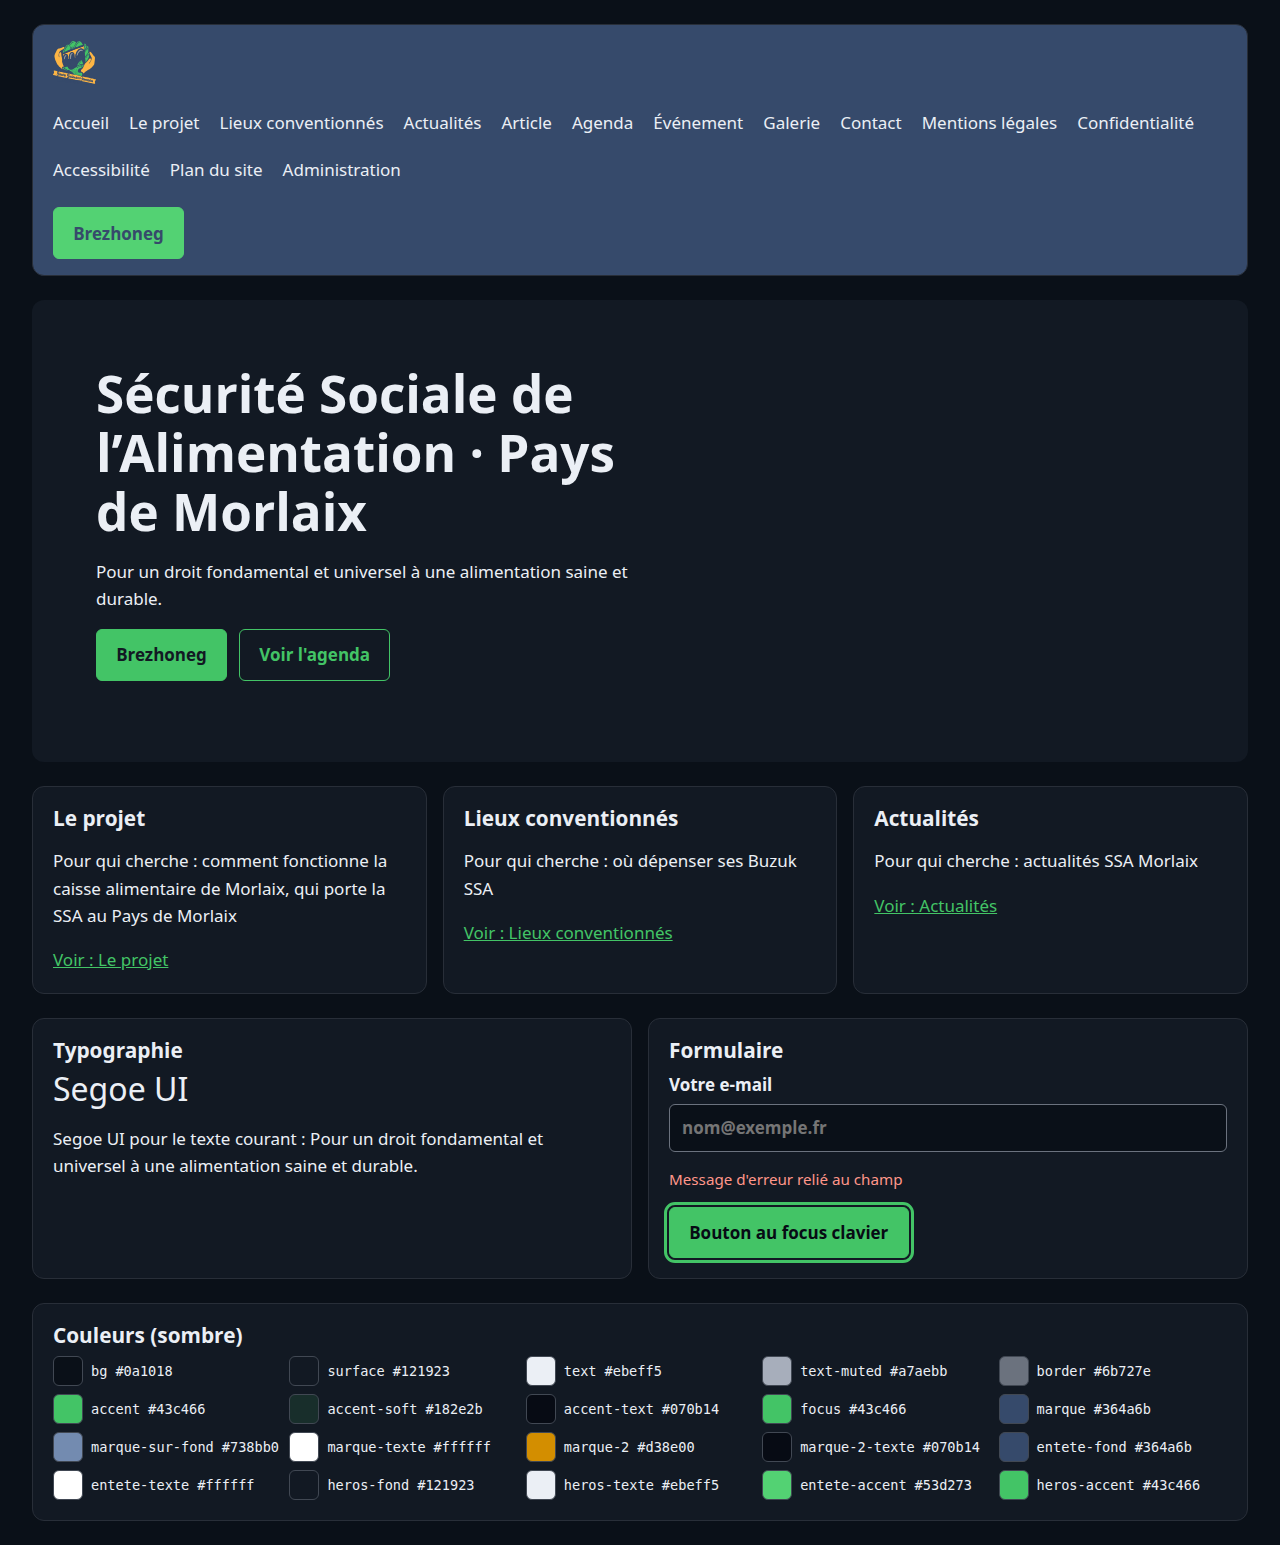 Accueil Le projet Lieux conventionnés Actualités Article Agenda Événement Galerie Contact Mentions légales Confidentialité
Accessibilité Plan du site Administration
Brezhoneg
Sécurité Sociale de
l’Alimentation · Pays
de Morlaix
Pour un droit fondamental et universel à une alimentation saine et
durable.
Brezhoneg Voir l'agenda
Le projet
Pour qui cherche : comment fonctionne la
caisse alimentaire de Morlaix, qui porte la
SSA au Pays de Morlaix
Voir : Le projet
Lieux conventionnés
Pour qui cherche : où dépenser ses Buzuk
SSA
Voir : Lieux conventionnés
Actualités
Pour qui cherche : actualités SSA Morlaix
Voir : Actualités
Typographie
Segoe UI
Segoe UI pour le texte courant : Pour un droit fondamental et
universel à une alimentation saine et durable.
Formulaire
Votre e-mail
nom@exemple.fr
Message d'erreur relié au champ
Bouton au focus clavier
Couleurs (sombre)
bg #0a1018 surface #121923 text #ebeff5 text-muted #a7aebb border #6b727e
accent #43c466 accent-soft #182e2b accent-text #070b14 focus #43c466 marque #364a6b
marque-sur-fond #738bb0 marque-texte #ffffff marque-2 #d38e00 marque-2-texte #070b14 entete-fond #364a6b
entete-texte #ffffff heros-fond #121923 heros-texte #ebeff5 entete-accent #53d273 heros-accent #43c466